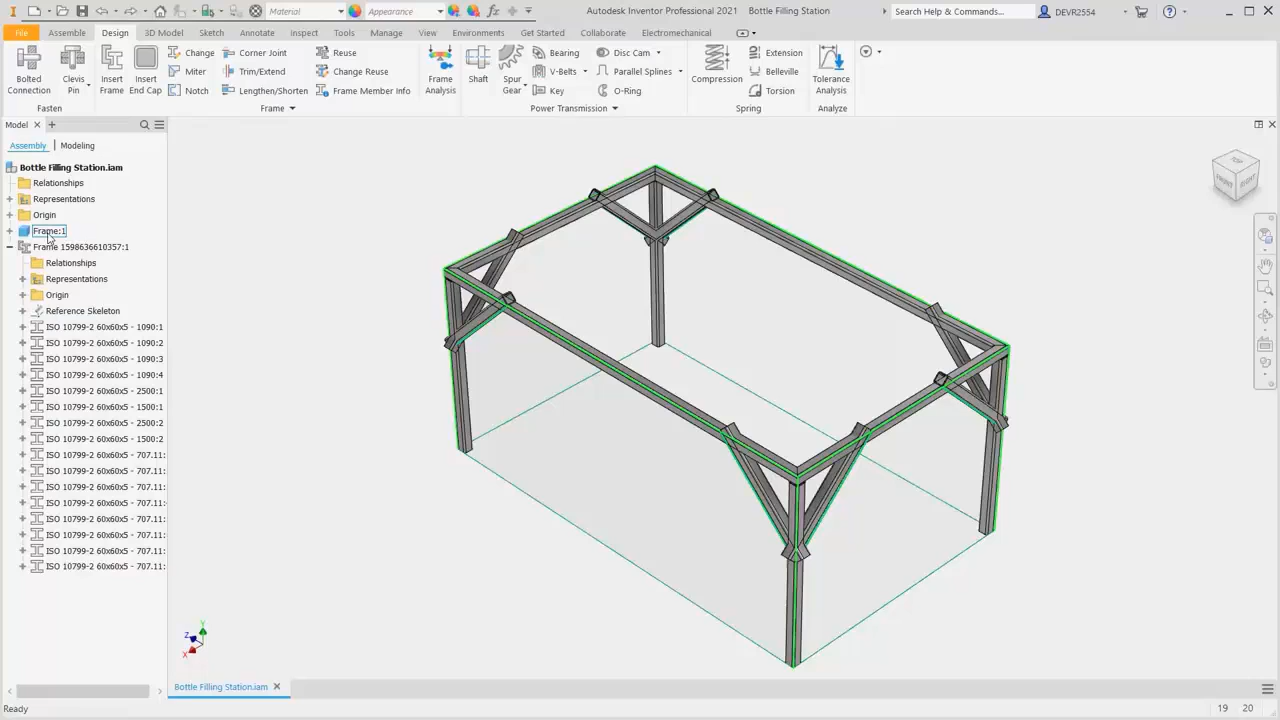 Material
Appearance
Autodesk Inventor Professional 2021 Bottle Filling Station
Search Help & Commands...
DEVR2554
File Assemble Design 3D Model Sketch Annotate Inspect Tools Manage View Environments Get Started Collaborate Electromechanical
Bolted Connection
Clevis Pin
Insert Frame
Insert End Cap
Change
Miter
Notch
Corner Joint
Trim/Extend
Lengthen/Shorten
Reuse
Change Reuse
Frame Member Info
Frame Analysis
Shaft
Spur Gear
Bearing
V-Belts
Key
Disc Cam
Parallel Splines
O-Ring
Compression
Extension
Belleville
Torsion
Tolerance Analysis
Fasten
Frame
Power Transmission
Spring
Analyze
Model
Assembly Modeling
Bottle Filling Station.iam
Relationships
Representations
Origin
Frame:1
Frame 1598636610357:1
Relationships
Representations
Origin
Reference Skeleton
ISO 10799-2 60x60x5 - 1090:1
ISO 10799-2 60x60x5 - 1090:2
ISO 10799-2 60x60x5 - 1090:3
ISO 10799-2 60x60x5 - 1090:4
ISO 10799-2 60x60x5 - 2500:1
ISO 10799-2 60x60x5 - 1500:1
ISO 10799-2 60x60x5 - 2500:2
ISO 10799-2 60x60x5 - 1500:2
ISO 10799-2 60x60x5 - 707.11:
ISO 10799-2 60x60x5 - 707.11:
ISO 10799-2 60x60x5 - 707.11:
ISO 10799-2 60x60x5 - 707.11:
ISO 10799-2 60x60x5 - 707.11:
ISO 10799-2 60x60x5 - 707.11:
ISO 10799-2 60x60x5 - 707.11:
ISO 10799-2 60x60x5 - 707.11:
TOP
FRONT
RIGHT
Y
Z
X
Bottle Filling Station.iam
Ready
19 20